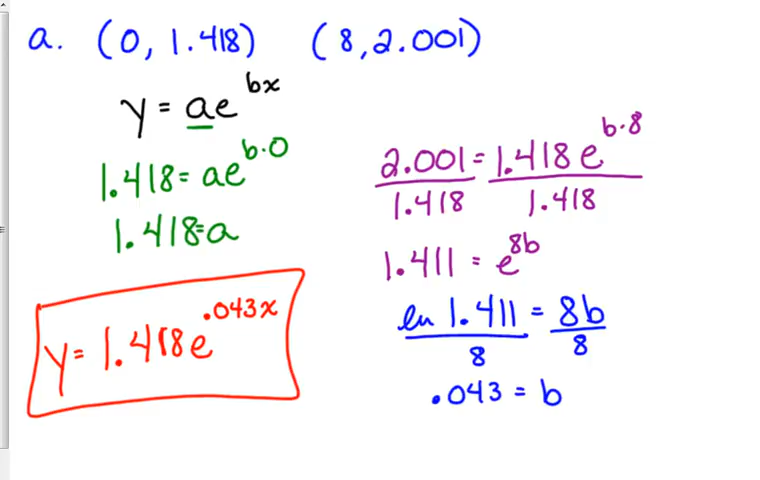 a. (0, 1.418) (8, 2.001)
y = ae^{bx}
1.418 = ae^{b·0}
1.418 = a
y = 1.418e^{.043x}
2.001/1.418 = 1.418e^{b·8}/1.418
1.411 = e^{8b}
ln 1.411/8 = 8b/8
.043 = b